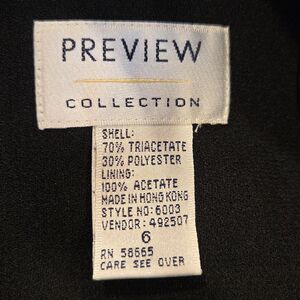 PREVIEW
COLLECTION
SHELL:
70% TRIACETATE
30% POLYESTER
LINING:
100% ACETATE
MADE IN HONG KONG
STYLE NO: 6003
VENDOR: 492507
6
RN 58665
CARE SEE OVER